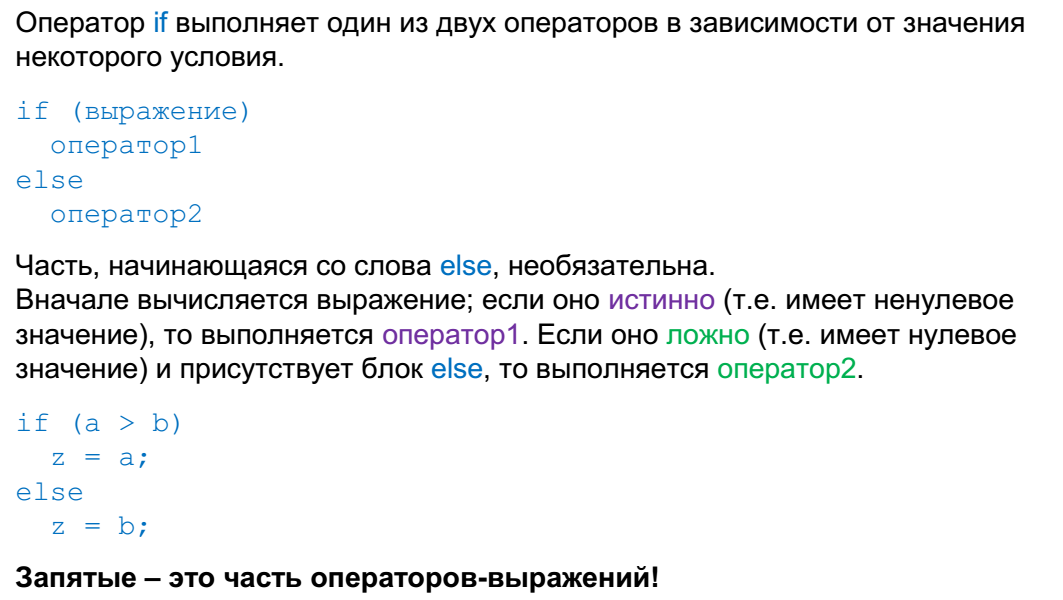 Оператор if выполняет один из двух операторов в зависимости от значения
некоторого условия.
if (выражение)
  оператор1
else
  оператор2
Часть, начинающаяся со слова else, необязательна.
Вначале вычисляется выражение; если оно истинно (т.е. имеет ненулевое
значение), то выполняется оператор1. Если оно ложно (т.е. имеет нулевое
значение) и присутствует блок else, то выполняется оператор2.
if (a > b)
  z = a;
else
  z = b;
Запятые – это часть операторов-выражений!